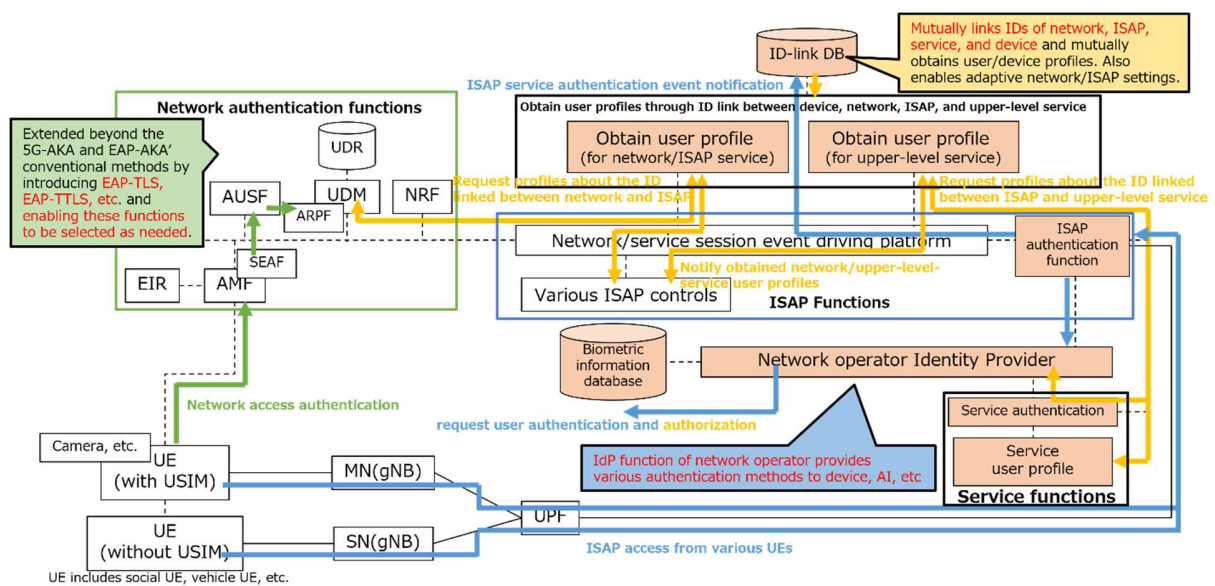 ID-link DB
Mutually links IDs of network, ISAP,
service, and device and mutually
obtains user/device profiles. Also
enables adaptive network/ISAP settings.
ISAP service authentication event notification
Network authentication functions
Obtain user profiles through ID link between device, network, ISAP, and upper-level service
Extended beyond the
5G-AKA and EAP-AKA’
conventional methods by
introducing EAP-TLS,
EAP-TTLS, etc. and
enabling these functions
to be selected as needed.
UDR
Obtain user profile
(for network/ISAP service)
Obtain user profile
(for upper-level service)
AUSF
UDM
NRF
ARPF
Request profiles about the ID
linked between network and ISAP
Request profiles about the ID linked
between ISAP and upper-level service
SEAF
EIR
AMF
Network/service session event driving platform
ISAP
authentication
function
Notify obtained network/upper-level-
service user profiles
Various ISAP controls
ISAP Functions
Biometric
information
database
Network operator Identity Provider
Network access authentication
request user authentication and authorization
Service authentication
Camera, etc.
UE
(with USIM)
MN(gNB)
IdP function of network operator provides
various authentication methods to device, AI, etc
Service
user profile
Service functions
UPF
UE
(without USIM)
SN(gNB)
ISAP access from various UEs
UE includes social UE, vehicle UE, etc.